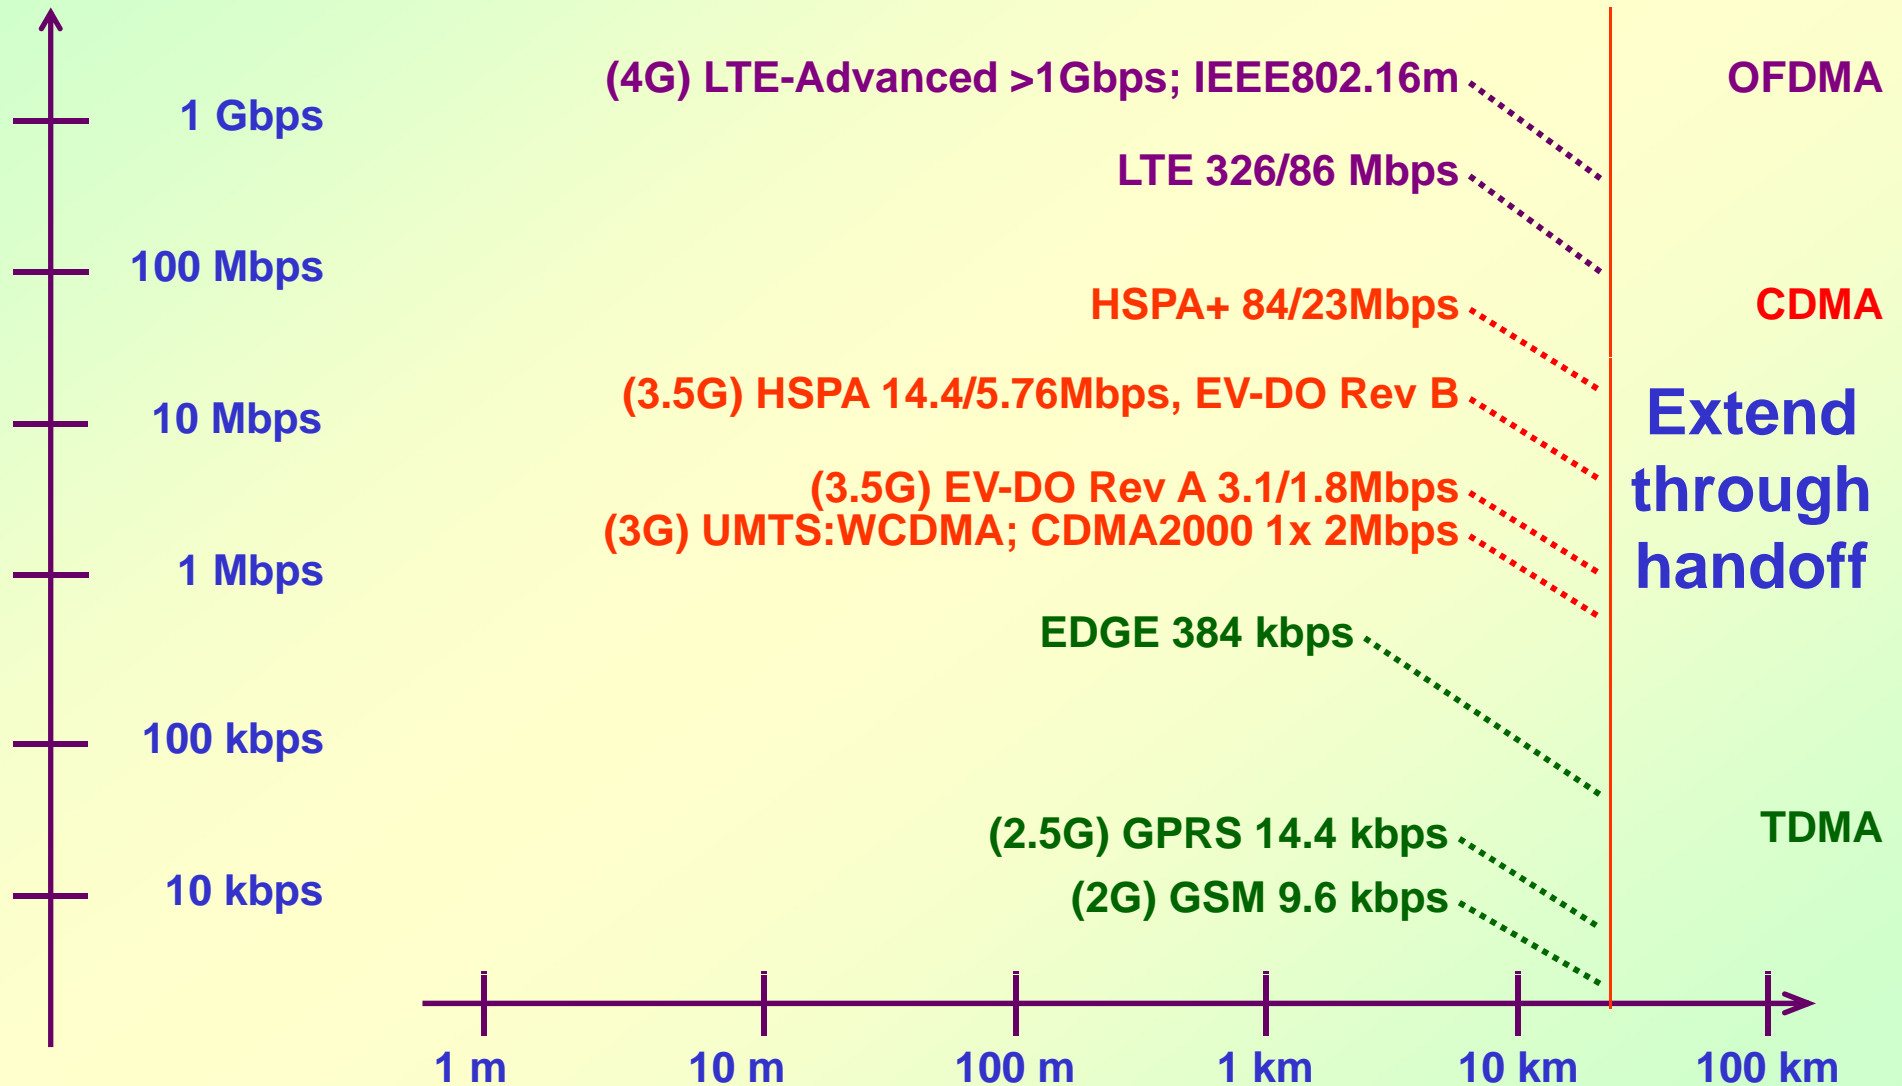 (4G) LTE-Advanced >1Gbps; IEEE802.16m
OFDMA
1 Gbps
LTE 326/86 Mbps
100 Mbps
HSPA+ 84/23Mbps
CDMA
(3.5G) HSPA 14.4/5.76Mbps, EV-DO Rev B
10 Mbps
Extend
through
handoff
(3.5G) EV-DO Rev A 3.1/1.8Mbps
(3G) UMTS:WCDMA; CDMA2000 1x 2Mbps
1 Mbps
EDGE 384 kbps
100 kbps
(2.5G) GPRS 14.4 kbps
TDMA
10 kbps
(2G) GSM 9.6 kbps
1 m
10 m
100 m
1 km
10 km
100 km